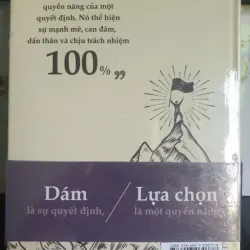 quyền năng của một
quyết định. Nó thể hiện
sự mạnh mẽ, can đảm,
dấn thân và chịu trách nhiệm
100%”
Dám / Lựa chọn
là sự quyết định, là một quyền năng